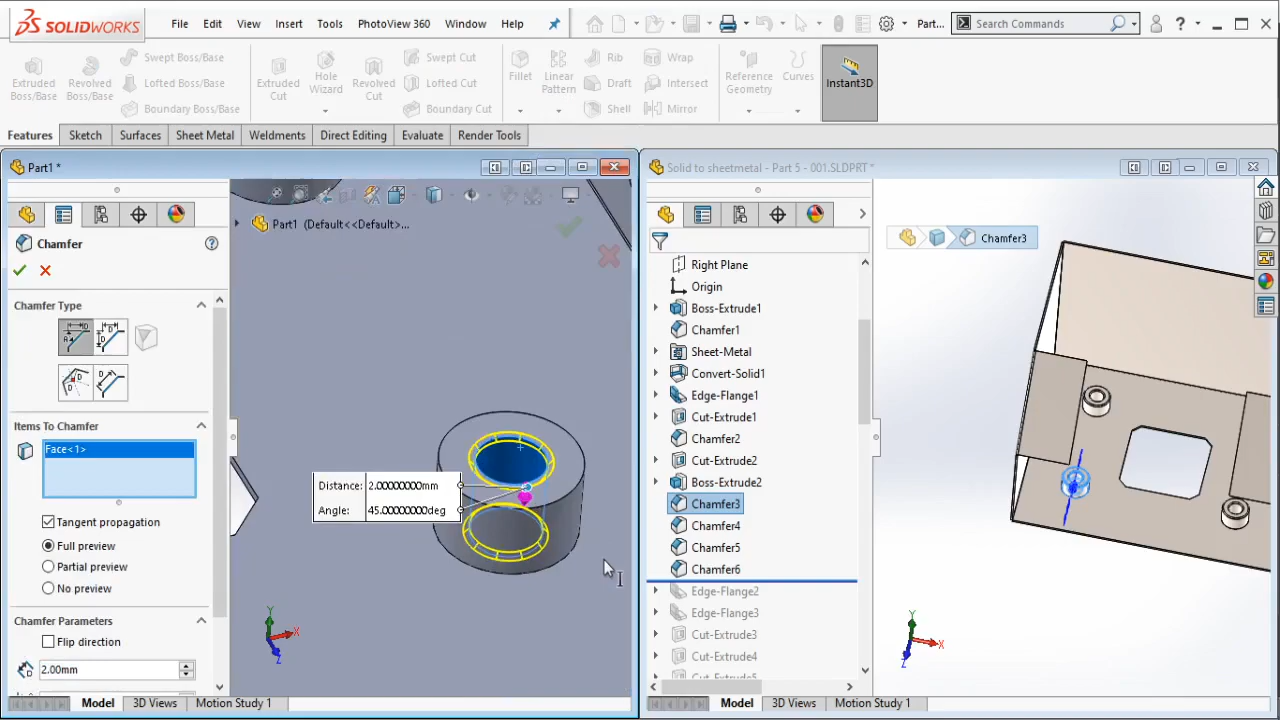 SOLIDWORKS File Edit View Insert Tools PhotoView 360 Window Help Part... Search Commands
Extruded Boss/Base Revolved Boss/Base Swept Boss/Base Lofted Boss/Base Boundary Boss/Base Extruded Cut Hole Wizard Revolved Cut Swept Cut Lofted Cut Boundary Cut Fillet Linear Pattern Rib Draft Shell Wrap Intersect Mirror Reference Geometry Curves Instant3D
Features Sketch Surfaces Sheet Metal Weldments Direct Editing Evaluate Render Tools
Part1 *
Part1 (Default<<Default>...
Chamfer
Chamfer Type
Items To Chamfer
Face<1>
Tangent propagation
Full preview
Partial preview
No preview
Chamfer Parameters
Flip direction
2.00mm
Distance: 2.00000000mm
Angle: 45.0000000deg
Model 3D Views Motion Study 1
Solid to sheetmetal - Part 5 - 001.SLDPRT *
Right Plane
Origin
Boss-Extrude1
Chamfer1
Sheet-Metal
Convert-Solid1
Edge-Flange1
Cut-Extrude1
Chamfer2
Cut-Extrude2
Boss-Extrude2
Chamfer3
Chamfer4
Chamfer5
Chamfer6
Edge-Flange2
Edge-Flange3
Cut-Extrude3
Cut-Extrude4
Cut-Extrude5
Chamfer3
Model 3D Views Motion Study 1